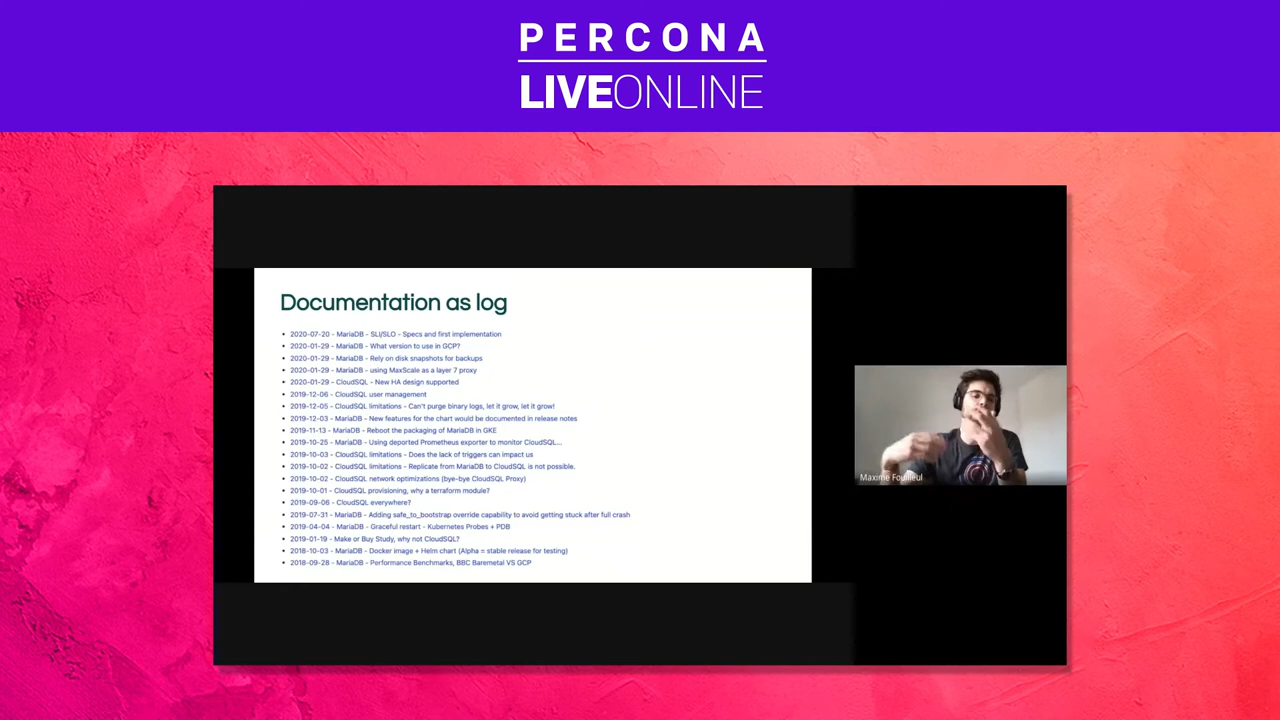 PERCONA
LIVEONLINE
Documentation as log
• 2020-07-20 - MariaDB - SLI/SLO - Specs and first implementation
• 2020-01-29 - MariaDB - What version to use in GCP?
• 2020-01-29 - MariaDB - Rely on disk snapshots for backups
• 2020-01-29 - MariaDB - using MaxScale as a layer 7 proxy
• 2020-01-29 - CloudSQL - New HA design supported
• 2019-12-06 - CloudSQL user management
• 2019-12-05 - CloudSQL limitations - Can't purge binary logs, let it grow, let it grow!
• 2019-12-03 - MariaDB - New features for the chart would be documented in release notes
• 2019-11-13 - MariaDB - Reboot the packaging of MariaDB in GKE
• 2019-10-25 - MariaDB - Using deported Prometheus exporter to monitor CloudSQL...
• 2019-10-03 - CloudSQL limitations - Does the lack of triggers can impact us
• 2019-10-02 - CloudSQL limitations - Replicate from MariaDB to CloudSQL is not possible.
• 2019-10-02 - CloudSQL network optimizations (bye-bye CloudSQL Proxy)
• 2019-10-01 - CloudSQL provisioning, why a terraform module?
• 2019-09-06 - CloudSQL everywhere?
• 2019-07-31 - MariaDB - Adding safe_to_bootstrap override capability to avoid getting stuck after full crash
• 2019-04-04 - MariaDB - Graceful restart - Kubernetes Probes + PDB
• 2019-01-19 - Make or Buy Study, why not CloudSQL?
• 2018-10-03 - MariaDB - Docker image + Helm chart (Alpha = stable release for testing)
• 2018-09-28 - MariaDB - Performance Benchmarks, BBC Baremetal VS GCP
Maxime Fouilleul